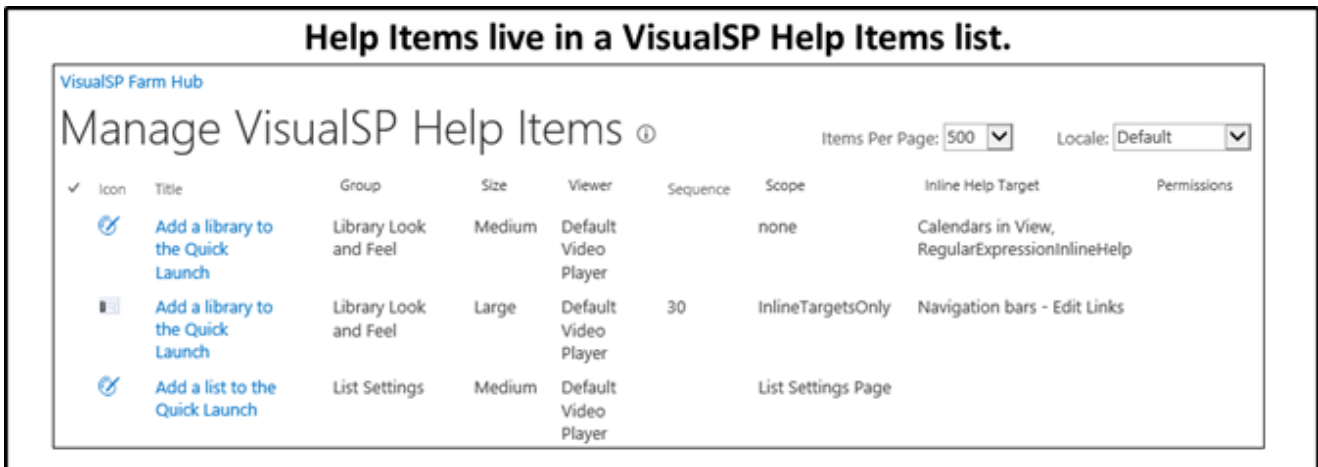 Help Items live in a VisualSP Help Items list.
VisualSP Farm Hub
Manage VisualSP Help Items
Items Per Page: 500 Locale: Default
Icon Title Group Size Viewer Sequence Scope Inline Help Target Permissions
Add a library to Library Look Medium Default none Calendars in View,
the Quick and Feel Video RegularExpressionInlineHelp
Launch Player
Add a library to Library Look Large Default 30 InlineTargetsOnly Navigation bars - Edit Links
the Quick and Feel Video
Launch Player
Add a list to the List Settings Medium Default List Settings Page
Quick Launch Video
Player